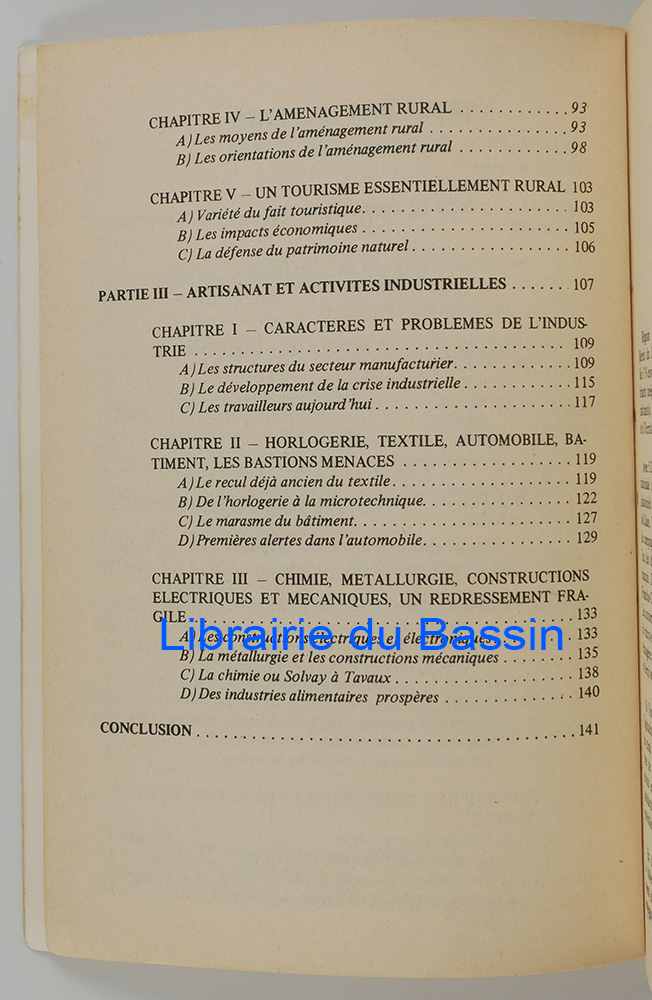 CHAPITRE IV – L'AMENAGEMENT RURAL . . . . . . . . . . . . 93
A) Les moyens de l'aménagement rural . . . . . . . . . . . . . . . 93
B) Les orientations de l'aménagement rural . . . . . . . . . . . . 98
CHAPITRE V – UN TOURISME ESSENTIELLEMENT RURAL 103
A) Variété du fait touristique. . . . . . . . . . . . . . . . . . . . . . . 103
B) Les impacts économiques . . . . . . . . . . . . . . . . . . . . . . 105
C) La défense du patrimoine naturel . . . . . . . . . . . . . . . . . 106
PARTIE III – ARTISANAT ET ACTIVITES INDUSTRIELLES . . . . . . 107
CHAPITRE I – CARACTERES ET PROBLEMES DE L'INDUS-
TRIE . . . . . . . . . . . . . . . . . . . . . . . . . . . . . . . . . . . . . . 109
A) Les structures du secteur manufacturier. . . . . . . . . . . . . 109
B) Le développement de la crise industrielle . . . . . . . . . . . . 115
C) Les travailleurs aujourd'hui . . . . . . . . . . . . . . . . . . . . . 117
CHAPITRE II – HORLOGERIE, TEXTILE, AUTOMOBILE, BA-
TIMENT, LES BASTIONS MENACES . . . . . . . . . . . . . . . . . 119
A) Le recul déjà ancien du textile . . . . . . . . . . . . . . . . . . . 119
B) De l'horlogerie à la microtechnique. . . . . . . . . . . . . . . . 122
C) Le marasme du bâtiment. . . . . . . . . . . . . . . . . . . . . . . 127
D) Premières alertes dans l'automobile. . . . . . . . . . . . . . . . 129
CHAPITRE III – CHIMIE, METALLURGIE, CONSTRUCTIONS
ELECTRIQUES ET MECANIQUES, UN REDRESSEMENT FRA-
GILE . . . . . . . . . . . . . . . . . . . . . . . . . . . . . . . . . . . . . . 133
Librairie du Bassin
A) Les constructions électriques et électroniques . . . . . . . . . 133
B) La métallurgie et les constructions mécaniques . . . . . . . . 135
C) La chimie ou Solvay à Tavaux . . . . . . . . . . . . . . . . . . . . 138
D) Des industries alimentaires prospères . . . . . . . . . . . . . . 140
CONCLUSION . . . . . . . . . . . . . . . . . . . . . . . . . . . . . . . . . . . . . . 141